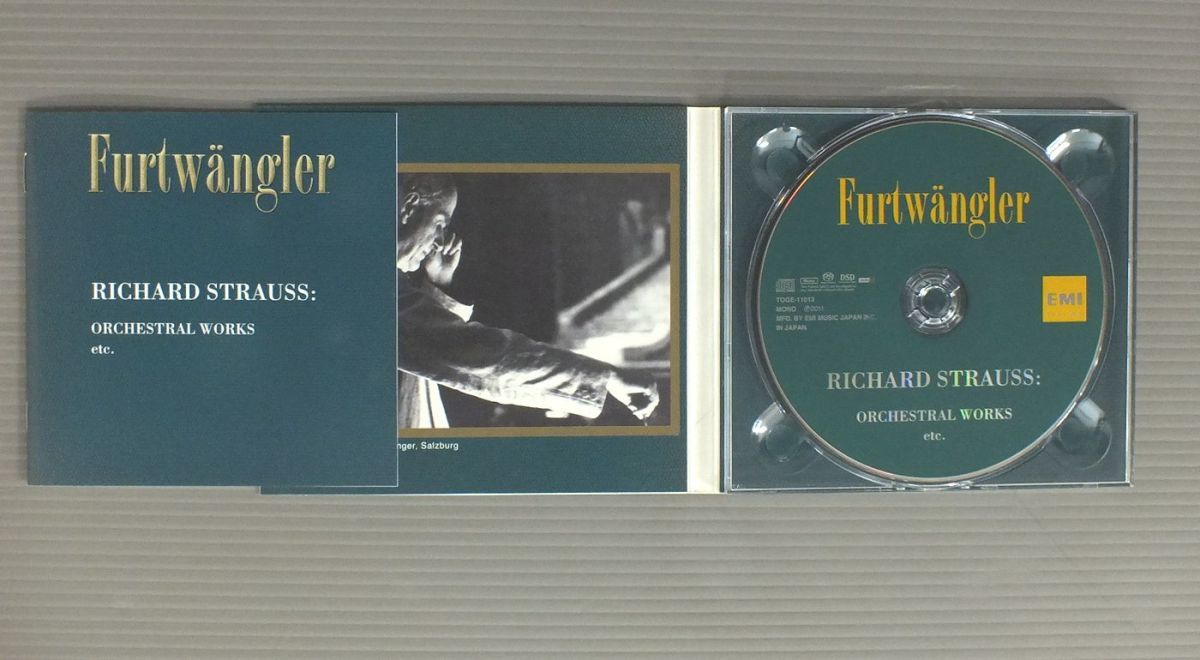 Furtwängler
RICHARD STRAUSS:
ORCHESTRAL WORKS
etc.
nger, Salzburg
Furtwängler
DSD
TOGE-11013
MONO ℗2011
MFD. BY EMI MUSIC JAPAN INC.
IN JAPAN
EMI
RICHARD STRAUSS:
ORCHESTRAL WORKS
etc.